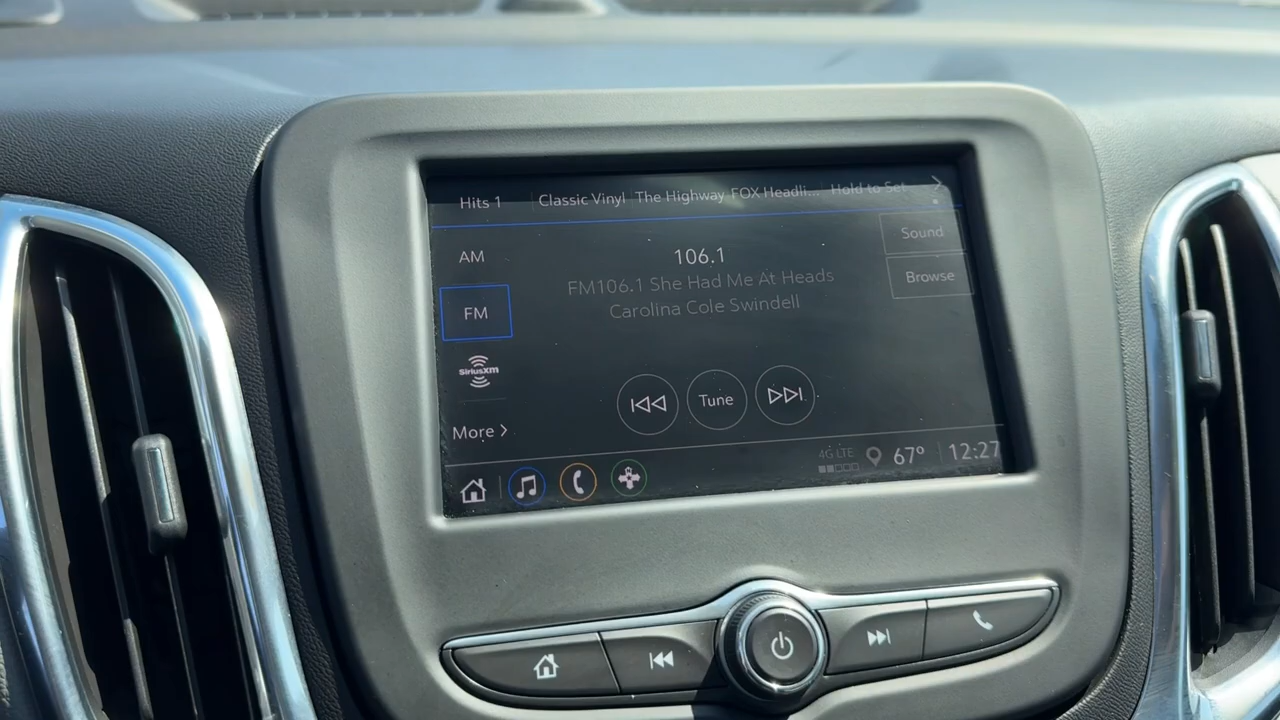 Hits 1 Classic Vinyl The Highway FOX Headli... Hold to Set
AM
106.1
Sound
FM106.1 She Had Me At Heads
Browse
FM
Carolina Cole Swindell
SiriusXM
Tune
More
4G LTE
67° 12:27